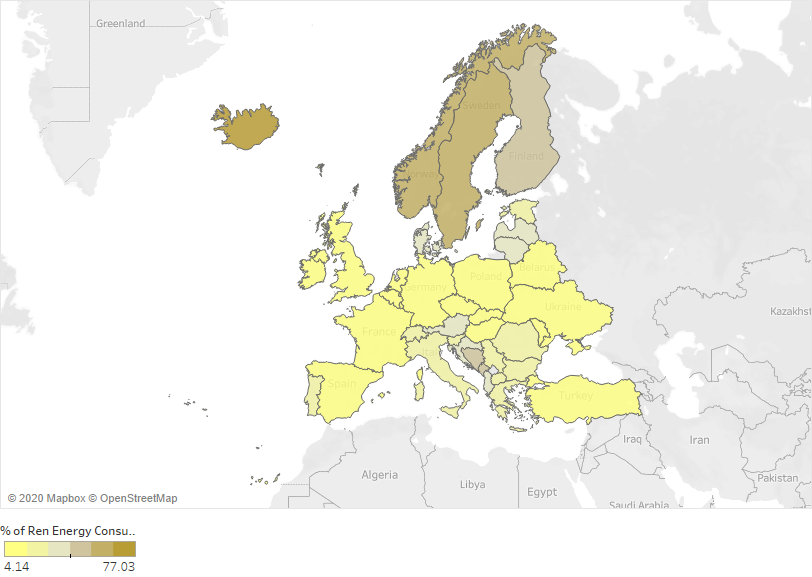 Greenland
Sweden
Norway
Finland
Belarus
Poland
Germany
Ukraine
Kazakhst
France
Italy
Spain
Turkey
Iraq
Iran
Algeria
Libya
Egypt
Pakistan
Saudi Arabia
© 2020 Mapbox © OpenStreetMap
% of Ren Energy Consu..
4.14 77.03